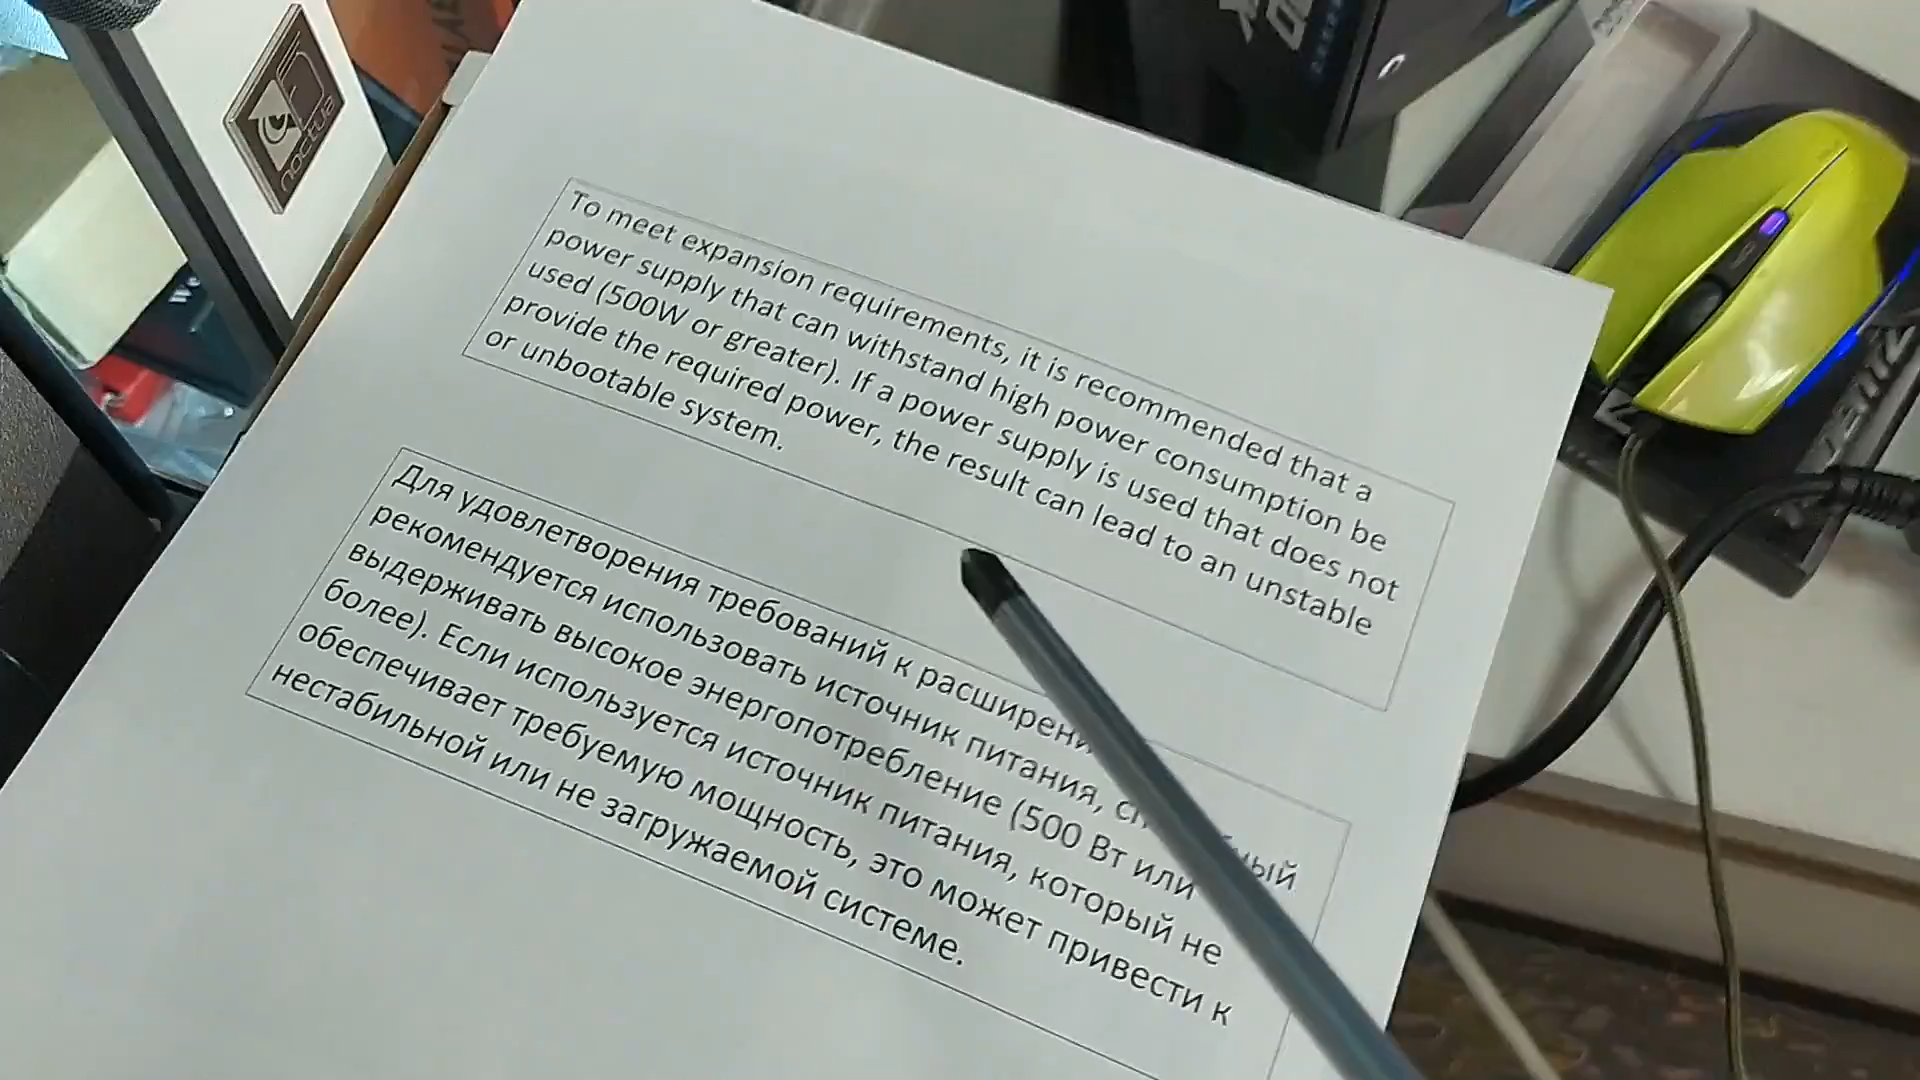 noctua
We
To meet expansion requirements, it is recommended that a
power supply that can withstand high power consumption be
used (500W or greater). If a power supply is used that does not
provide the required power, the result can lead to an unstable
or unbootable system.
Для удовлетворения требований к расширени
рекомендуется использовать источник питания,
выдерживать высокое энергопотребление (500 Вт или
более). Если используется источник питания, который не
обеспечивает требуемую мощность, это может привести к
нестабильной или не загружаемой системе.